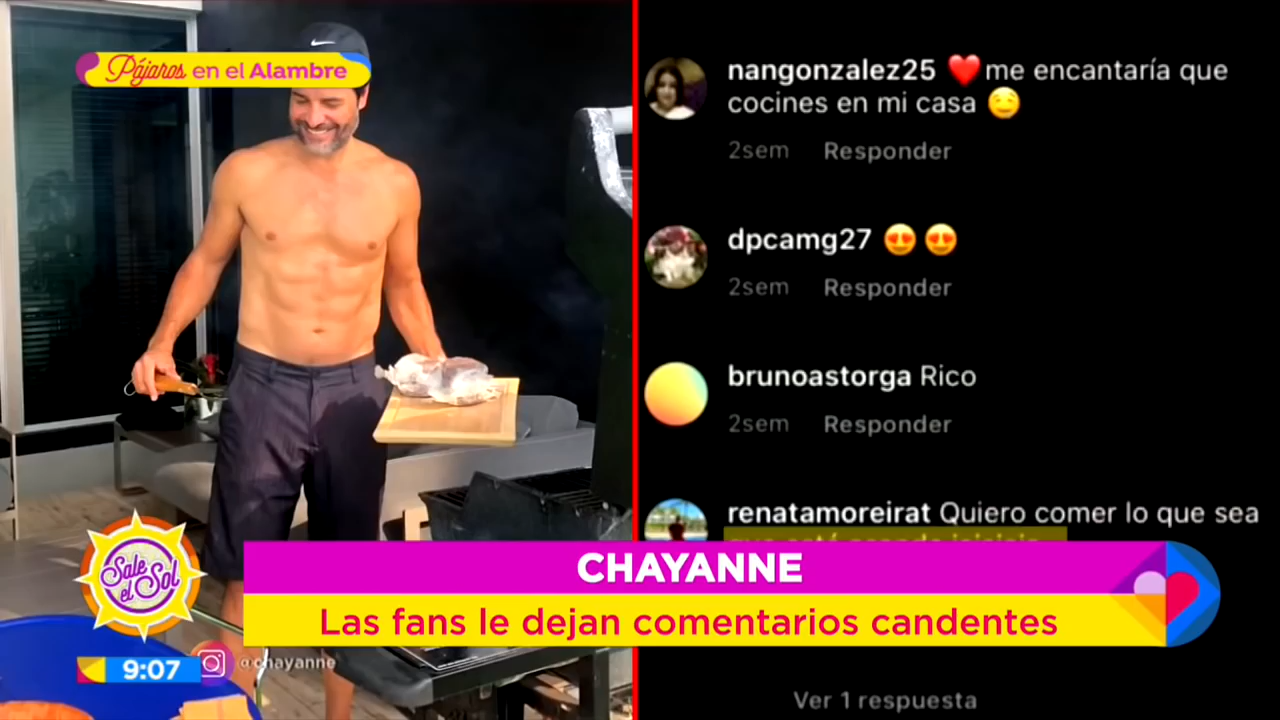 Pájaros en el Alambre
nangonzalez25 ❤️me encantaría que
cocines en mi casa 😋
2sem Responder
dpcamg27 😍 😍
2sem Responder
brunoastorga Rico
2sem Responder
renatamoreirat Quiero comer lo que sea
CHAYANNE
Las fans le dejan comentarios candentes
Sale
el Sol
9:07
@chayanne
Ver 1 respuesta